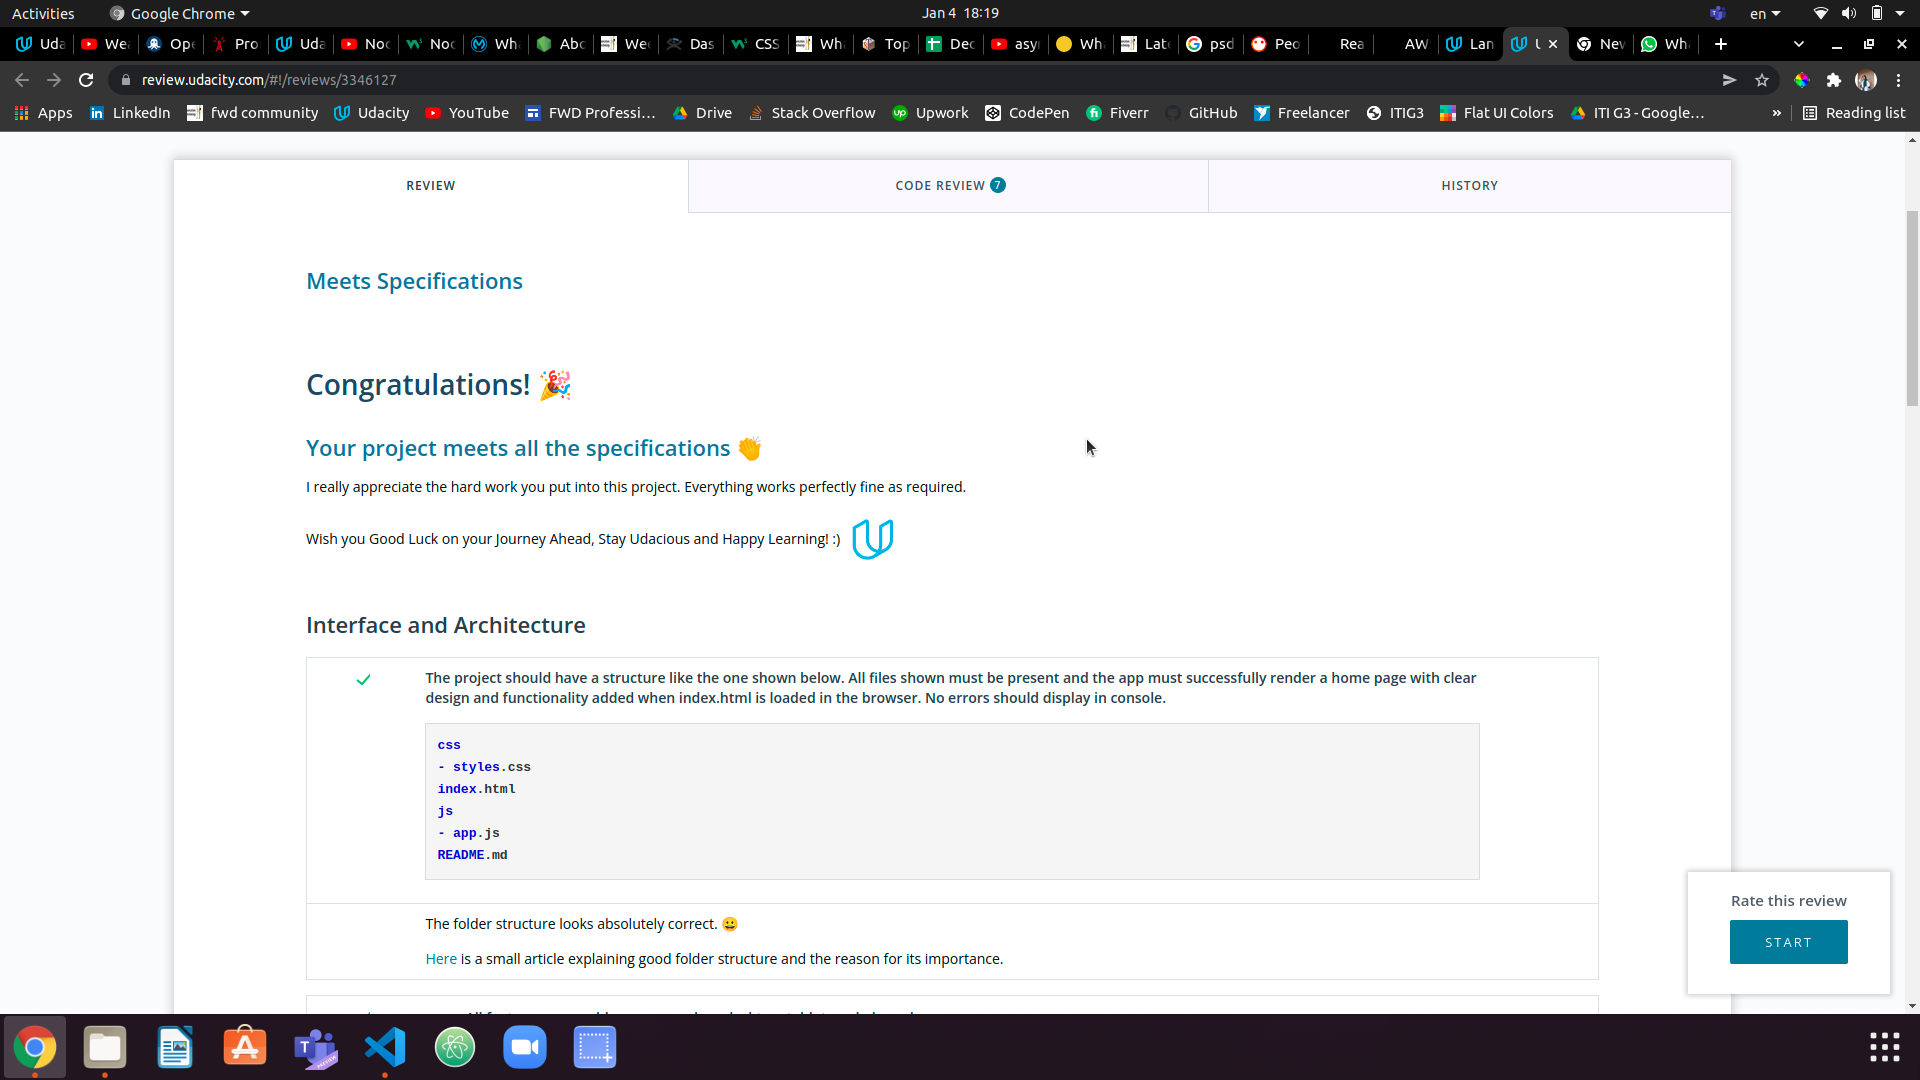 Activities
Google Chrome
Jan 4 18:19
en
Uda
We
Op
Pro
Uda
Noc
Noc
Wh
Abo
We
Das
CSS
Wh
Top
Dec
asy
Wh
Lat
psd
Peo
Rea
AW
Lan
U
Nev
Wh
review.udacity.com/#!/reviews/3346127
Apps
LinkedIn
fwd community
Udacity
YouTube
FWD Professi…
Drive
Stack Overflow
Upwork
CodePen
Fiverr
GitHub
Freelancer
ITIG3
Flat UI Colors
ITI G3 - Google…
»
Reading list
REVIEW
CODE REVIEW 7
HISTORY
Meets Specifications
Congratulations! 🎉
Your project meets all the specifications 👏
I really appreciate the hard work you put into this project. Everything works perfectly fine as required.
Wish you Good Luck on your Journey Ahead, Stay Udacious and Happy Learning! :)
Interface and Architecture
The project should have a structure like the one shown below. All files shown must be present and the app must successfully render a home page with clear
design and functionality added when index.html is loaded in the browser. No errors should display in console.
css
- styles.css
index.html
js
- app.js
README.md
The folder structure looks absolutely correct. 😀
Here is a small article explaining good folder structure and the reason for its importance.
Rate this review
START